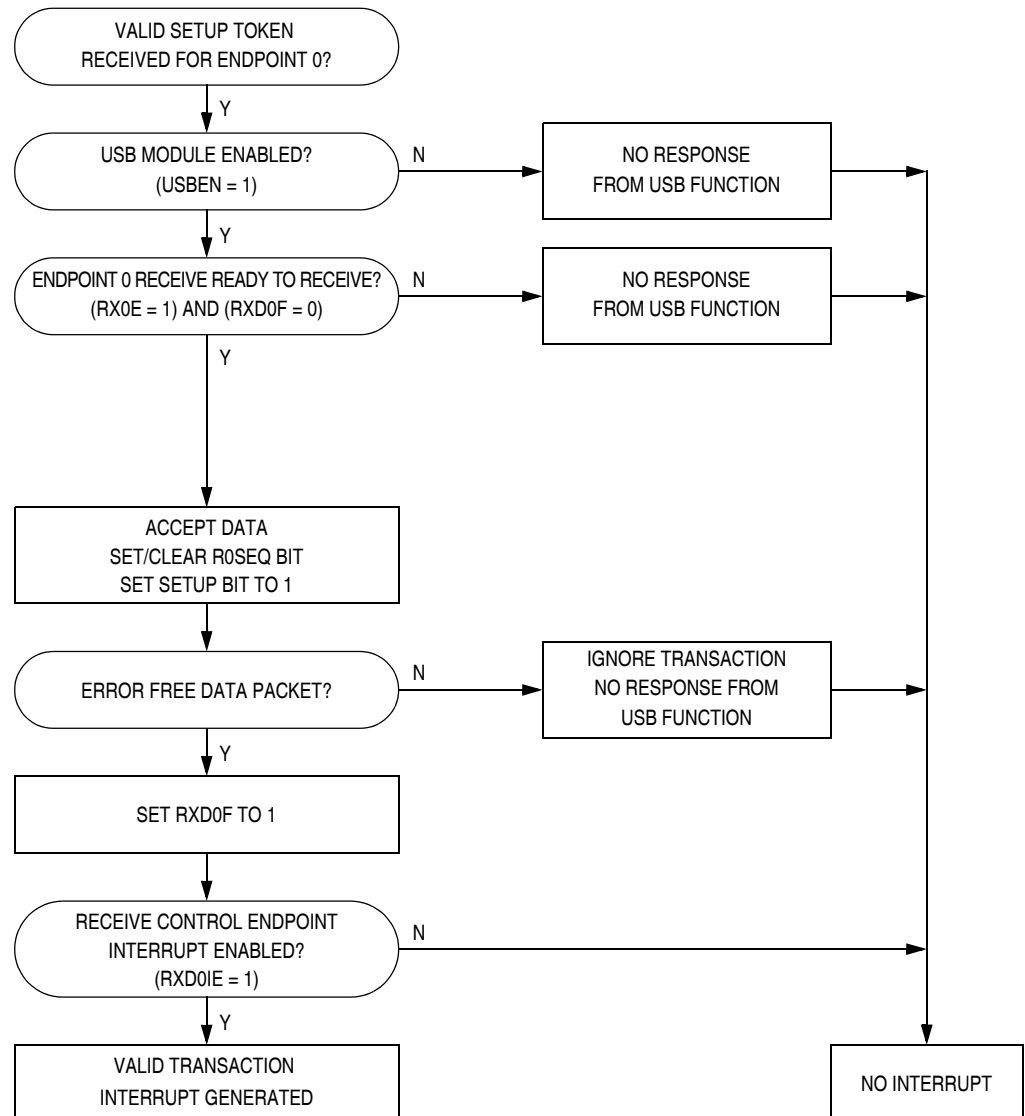 VALID SETUP TOKEN
RECEIVED FOR ENDPOINT 0?
Y
USB MODULE ENABLED?
(USBEN = 1)
N
NO RESPONSE
FROM USB FUNCTION
Y
ENDPOINT 0 RECEIVE READY TO RECEIVE?
(RX0E = 1) AND (RXD0F = 0)
N
NO RESPONSE
FROM USB FUNCTION
Y
ACCEPT DATA
SET/CLEAR R0SEQ BIT
SET SETUP BIT TO 1
ERROR FREE DATA PACKET?
N
IGNORE TRANSACTION
NO RESPONSE FROM
USB FUNCTION
Y
SET RXD0F TO 1
RECEIVE CONTROL ENDPOINT
INTERRUPT ENABLED?
(RXD0IE = 1)
N
Y
VALID TRANSACTION
INTERRUPT GENERATED
NO INTERRUPT